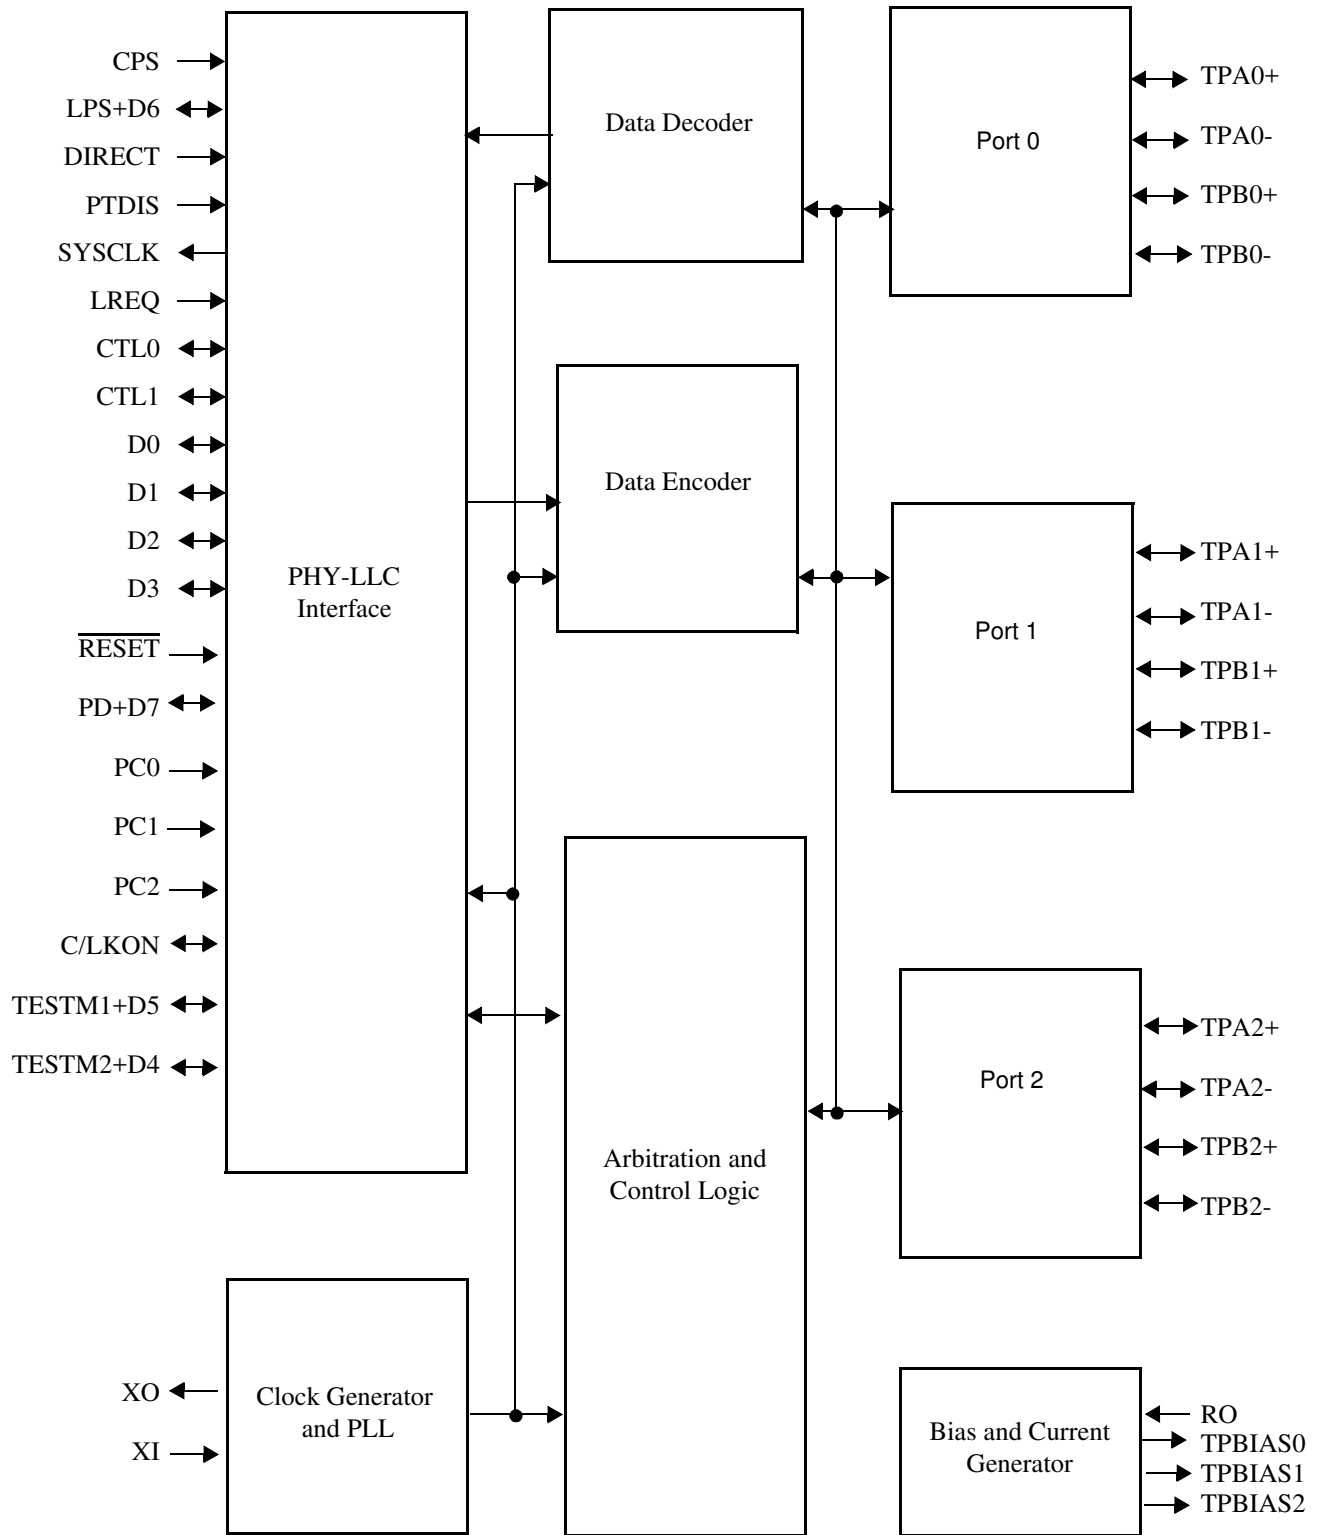 CPS
LPS+D6
DIRECT
PTDIS
SYSCLK
LREQ
CTL0
CTL1
D0
D1
D2
D3
RESET
PD+D7
PC0
PC1
PC2
C/LKON
TESTM1+D5
TESTM2+D4
XO
XI
PHY-LLC
Interface
Clock Generator
and PLL
Data Decoder
Data Encoder
Arbitration and
Control Logic
Port 0
Port 1
Port 2
Bias and Current
Generator
TPA0+
TPA0-
TPB0+
TPB0-
TPA1+
TPA1-
TPB1+
TPB1-
TPA2+
TPA2-
TPB2+
TPB2-
RO
TPBIAS0
TPBIAS1
TPBIAS2